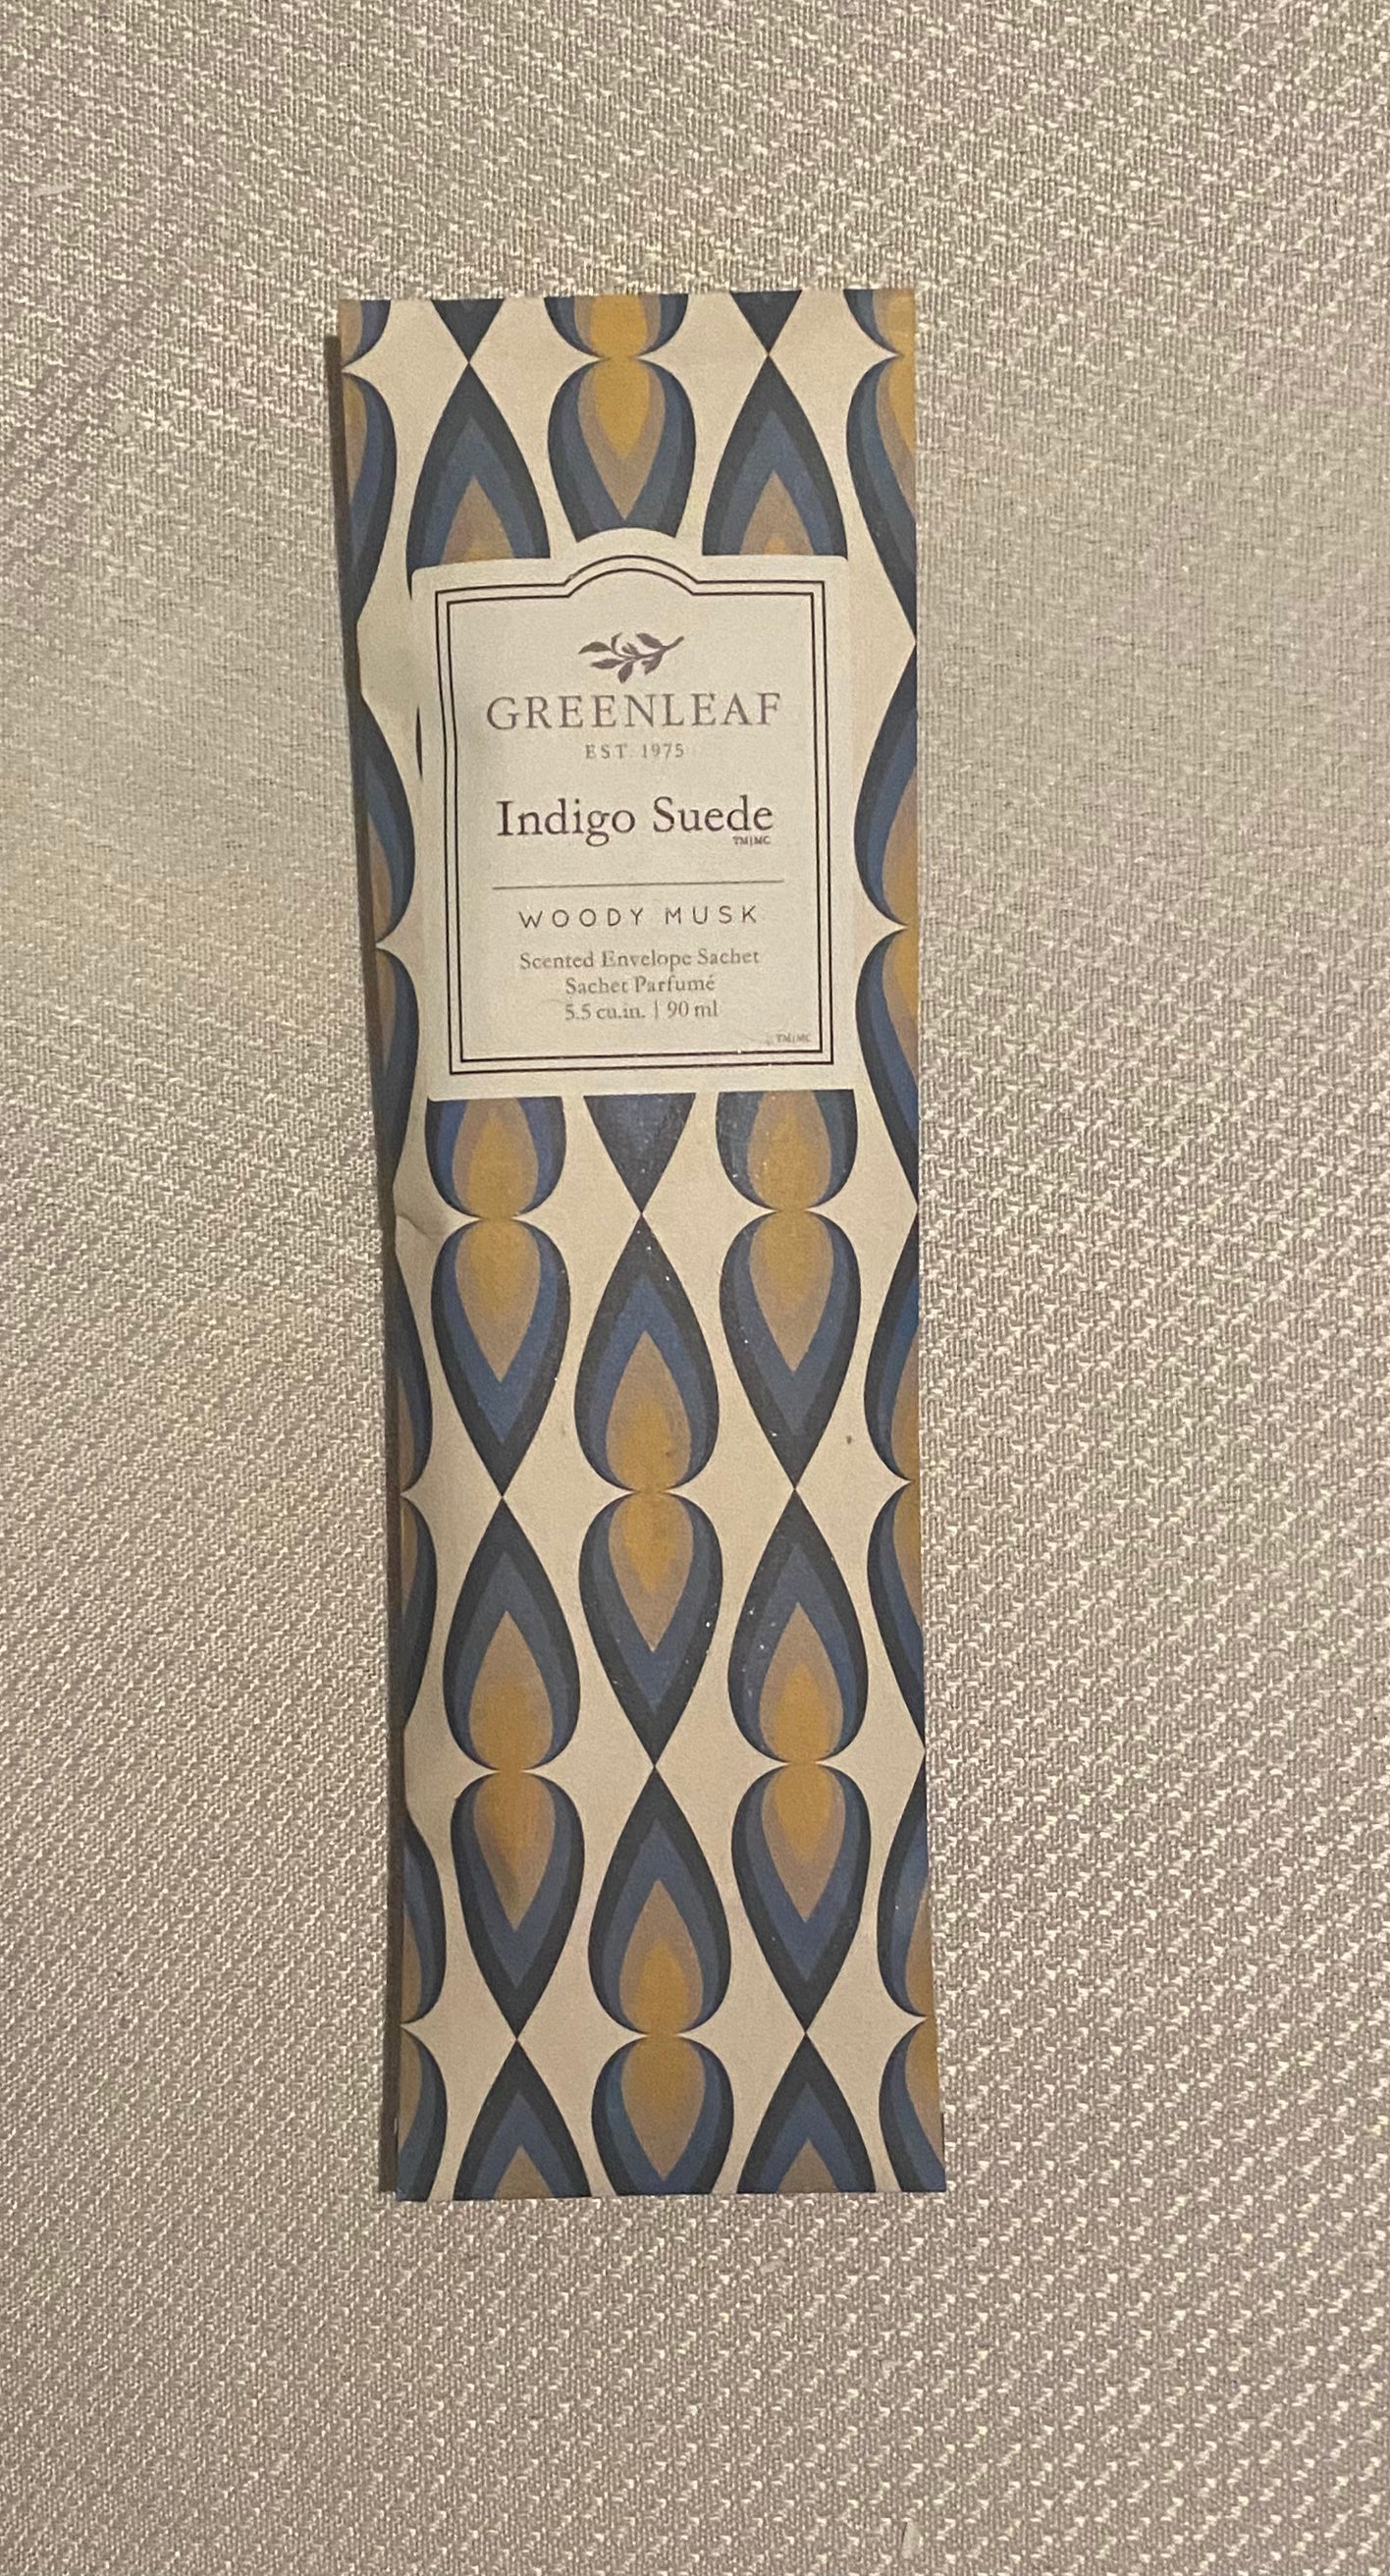 GREENLEAF
EST. 1975
Indigo Suede
TM|MC
WOODY MUSK
Scented Envelope Sachet
Sachet Parfumé
5.5 cu.in. | 90 ml
TM|MC